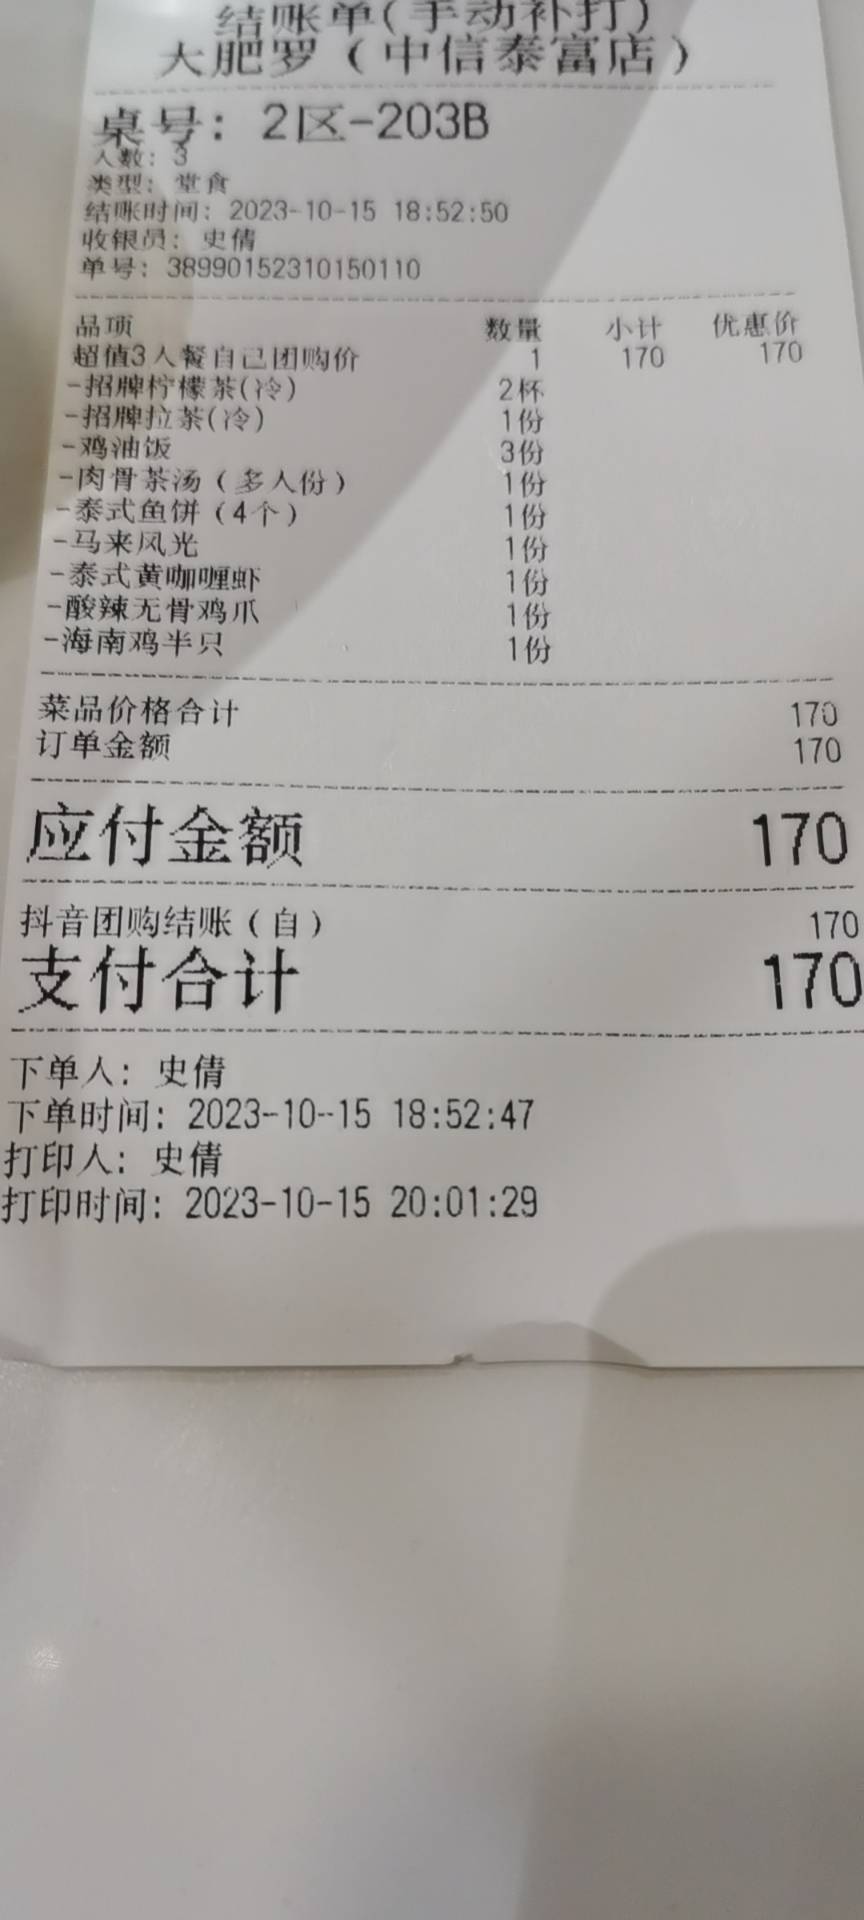 结账单(手动补打)
大肥罗（中信泰富店）
桌号: 2区-203B
人数: 3
类型: 堂食
结账时间: 2023-10-15 18:52:50
收银员: 史倩
单号: 38990152310150110
品项 数量 小计 优惠价
超值3人餐自己团购价 1 170 170
-招牌柠檬茶(冷) 2杯
-招牌拉茶(冷) 1份
-鸡油饭 3份
-肉骨茶汤（多人份） 1份
-泰式鱼饼（4个） 1份
-马来风光 1份
-泰式黄咖喱虾 1份
-酸辣无骨鸡爪 1份
-海南鸡半只 1份
菜品价格合计 170
订单金额 170
应付金额 170
抖音团购结账（自） 170
支付合计 170
下单人: 史倩
下单时间: 2023-10-15 18:52:47
打印人: 史倩
打印时间: 2023-10-15 20:01:29